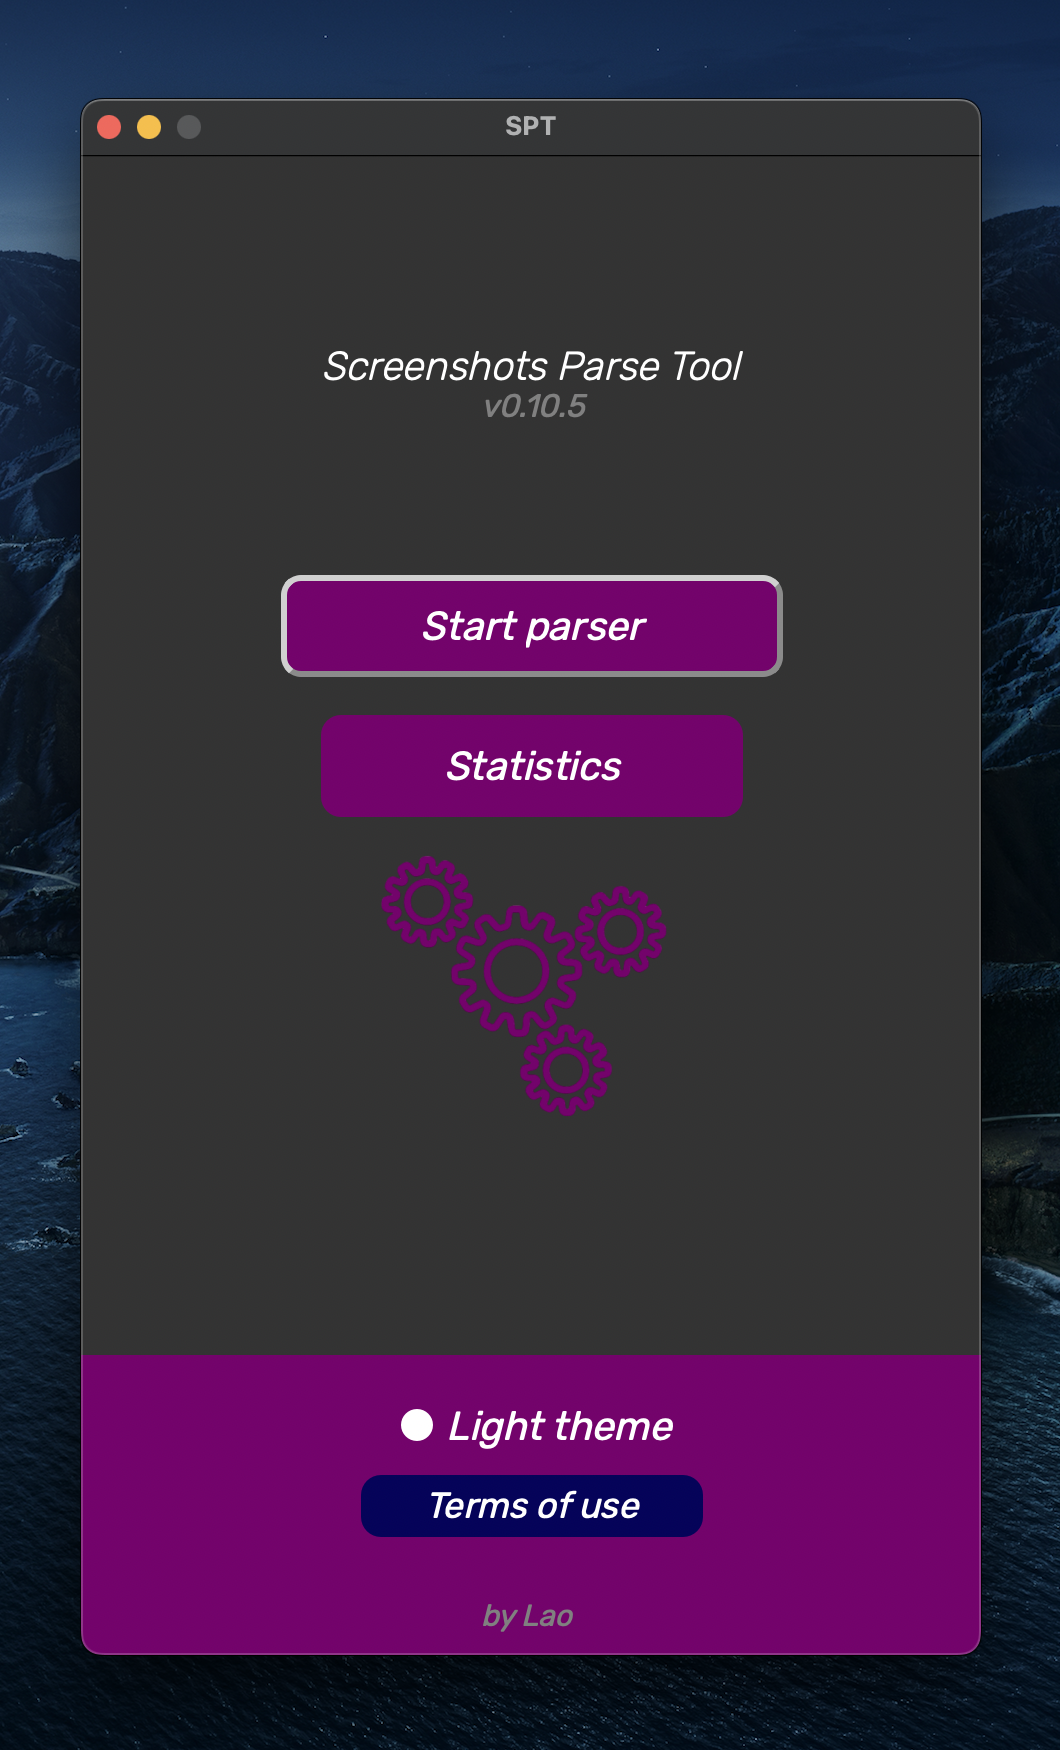 SPT
Screenshots Parse Tool
v0.10.5
Start parser
Statistics
Light theme
Terms of use
by Lao